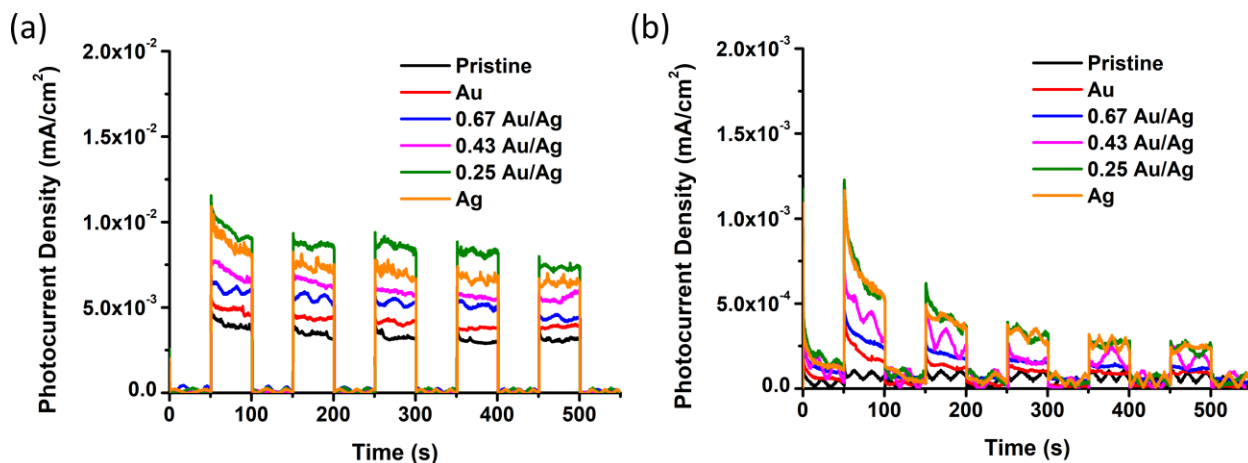 (a)
2.0x10⁻²
1.5x10⁻²
1.0x10⁻²
5.0x10⁻³
0.0
Photocurrent Density (mA/cm²)
Pristine
Au
0.67 Au/Ag
0.43 Au/Ag
0.25 Au/Ag
Ag
0 100 200 300 400 500
Time (s)
(b)
2.0x10⁻³
1.5x10⁻³
1.0x10⁻³
5.0x10⁻⁴
0.0
Photocurrent Density (mA/cm²)
Pristine
Au
0.67 Au/Ag
0.43 Au/Ag
0.25 Au/Ag
Ag
0 100 200 300 400 500
Time (s)